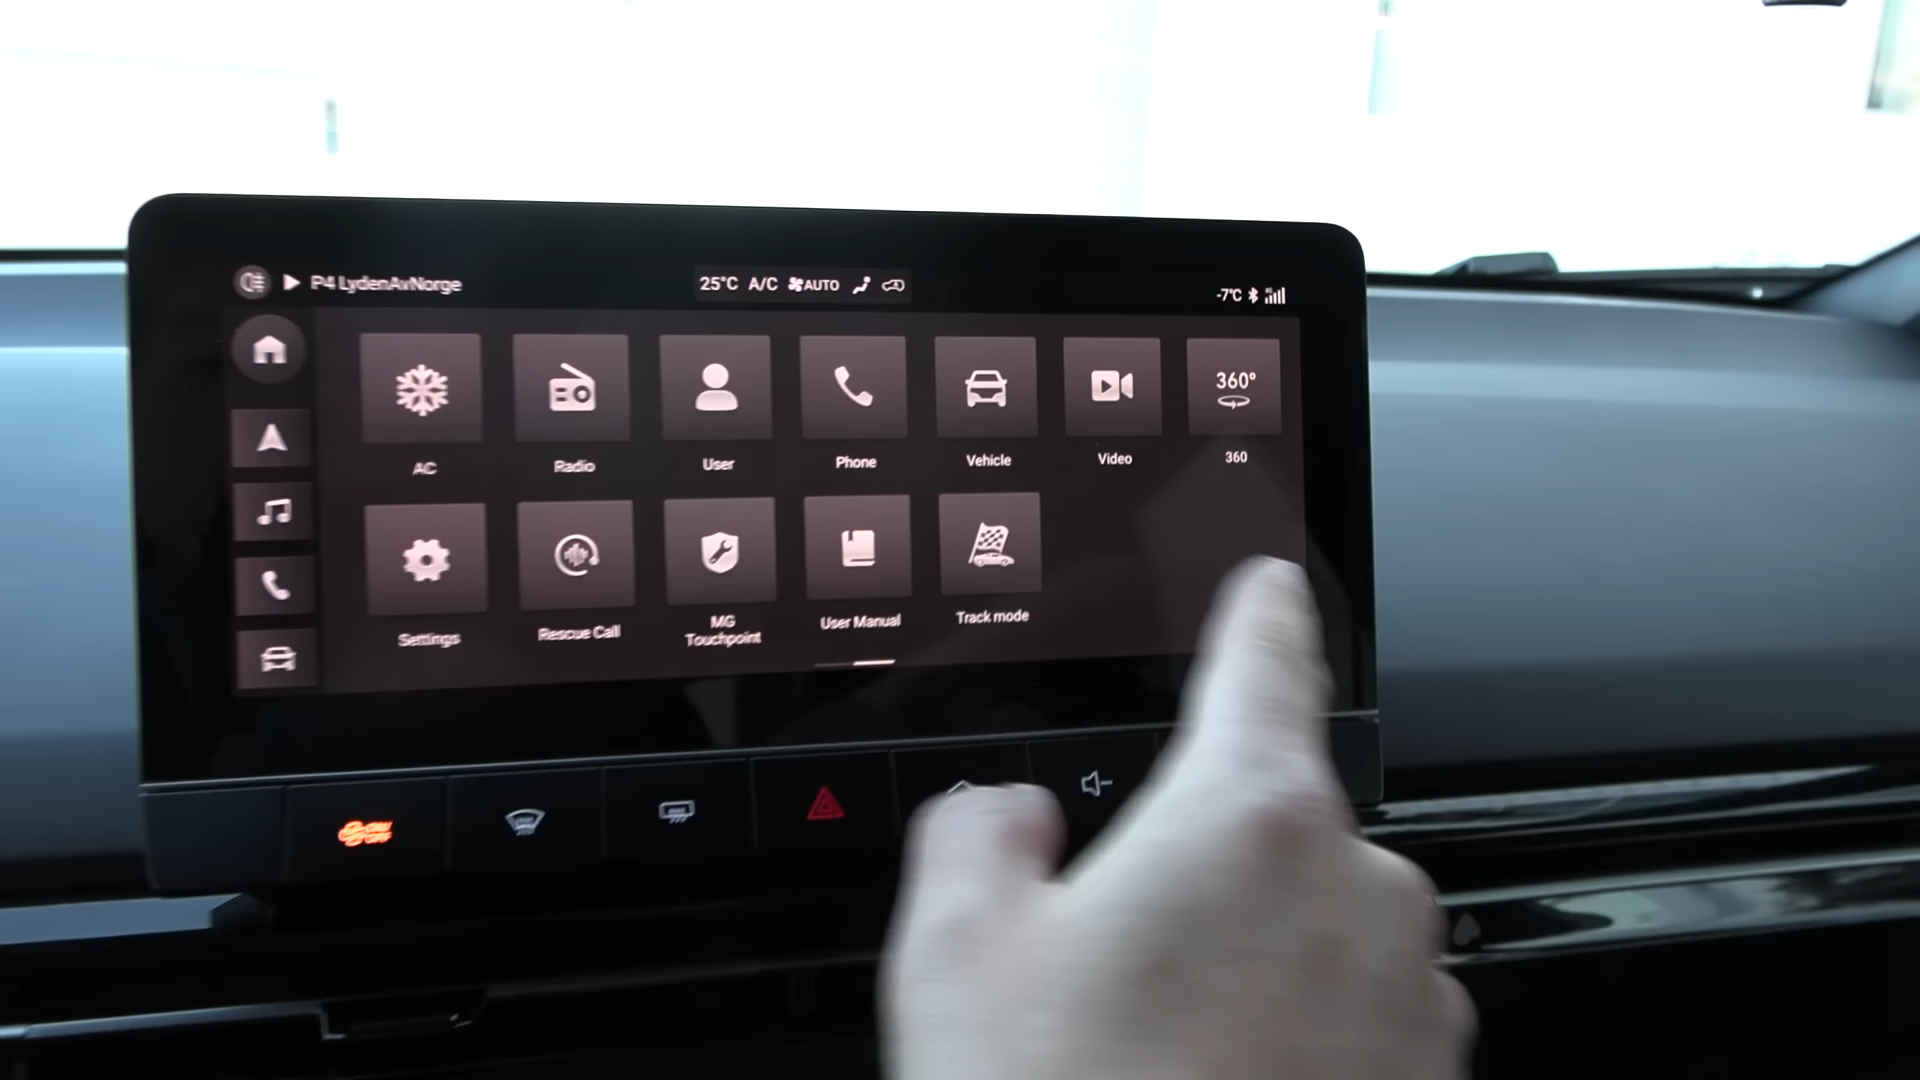 P4 LydenAvNorge
25°C A/C AUTO
-7°C
360°
AC
Radio
User
Phone
Vehicle
Video
360
Settings
Rescue Call
MG
Touchpoint
User Manual
Track mode